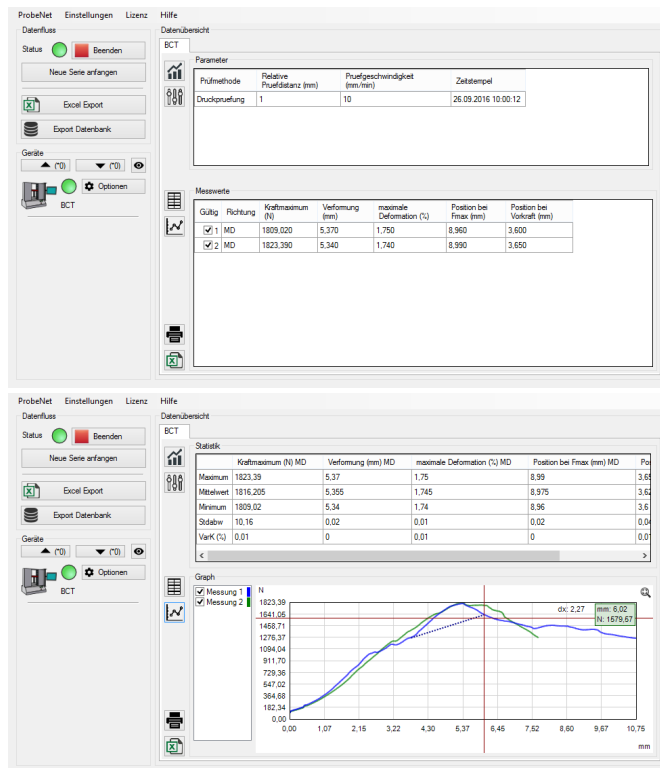 ProbeNet Einstellungen Lizenz Hilfe
Datenfluss
Status Beenden
Neue Serie anfangen
Excel Export
Export Datenbank
Geräte
(*0) (*0)
Optionen
BCT
Datenübersicht
BCT
Parameter
Prüfmethode Relative Pruefdistanz (mm) Pruefgeschwindigkeit (mm/min) Zeitstempel
Druckpruefung 1 10 26.09.2016 10:00:12
Messwerte
Gültig Richtung Kraftmaximum (N) Verformung (mm) maximale Deformation (%) Position bei Fmax (mm) Position bei Vorkraft (mm)
1 MD 1809,020 5,370 1,750 8,960 3,600
2 MD 1823,390 5,340 1,740 8,990 3,650
ProbeNet Einstellungen Lizenz Hilfe
Datenfluss
Status Beenden
Neue Serie anfangen
Excel Export
Export Datenbank
Geräte
(*0) (*0)
Optionen
BCT
Datenübersicht
BCT
Statistik
Kraftmaximum (N) MD Verformung (mm) MD maximale Deformation (%) MD Position bei Fmax (mm) MD
Maximum 1823,39 5,37 1,75 8,99
Mittelwert 1816,205 5,355 1,745 8,975
Minimum 1809,02 5,34 1,74 8,96 3,6
Stdabw 10,16 0,02 0,01 0,02
VarK (%) 0,01 0 0,01 0
Graph
Messung 1
Messung 2
N
dx: 2,27
mm: 6,02
N: 1579,57
1823,39
1641,05
1458,71
1276,37
1094,04
911,70
729,36
547,02
364,68
182,34
0,00
0,00 1,07 2,15 3,22 4,30 5,37 6,45 7,52 8,60 9,67 10,75
mm